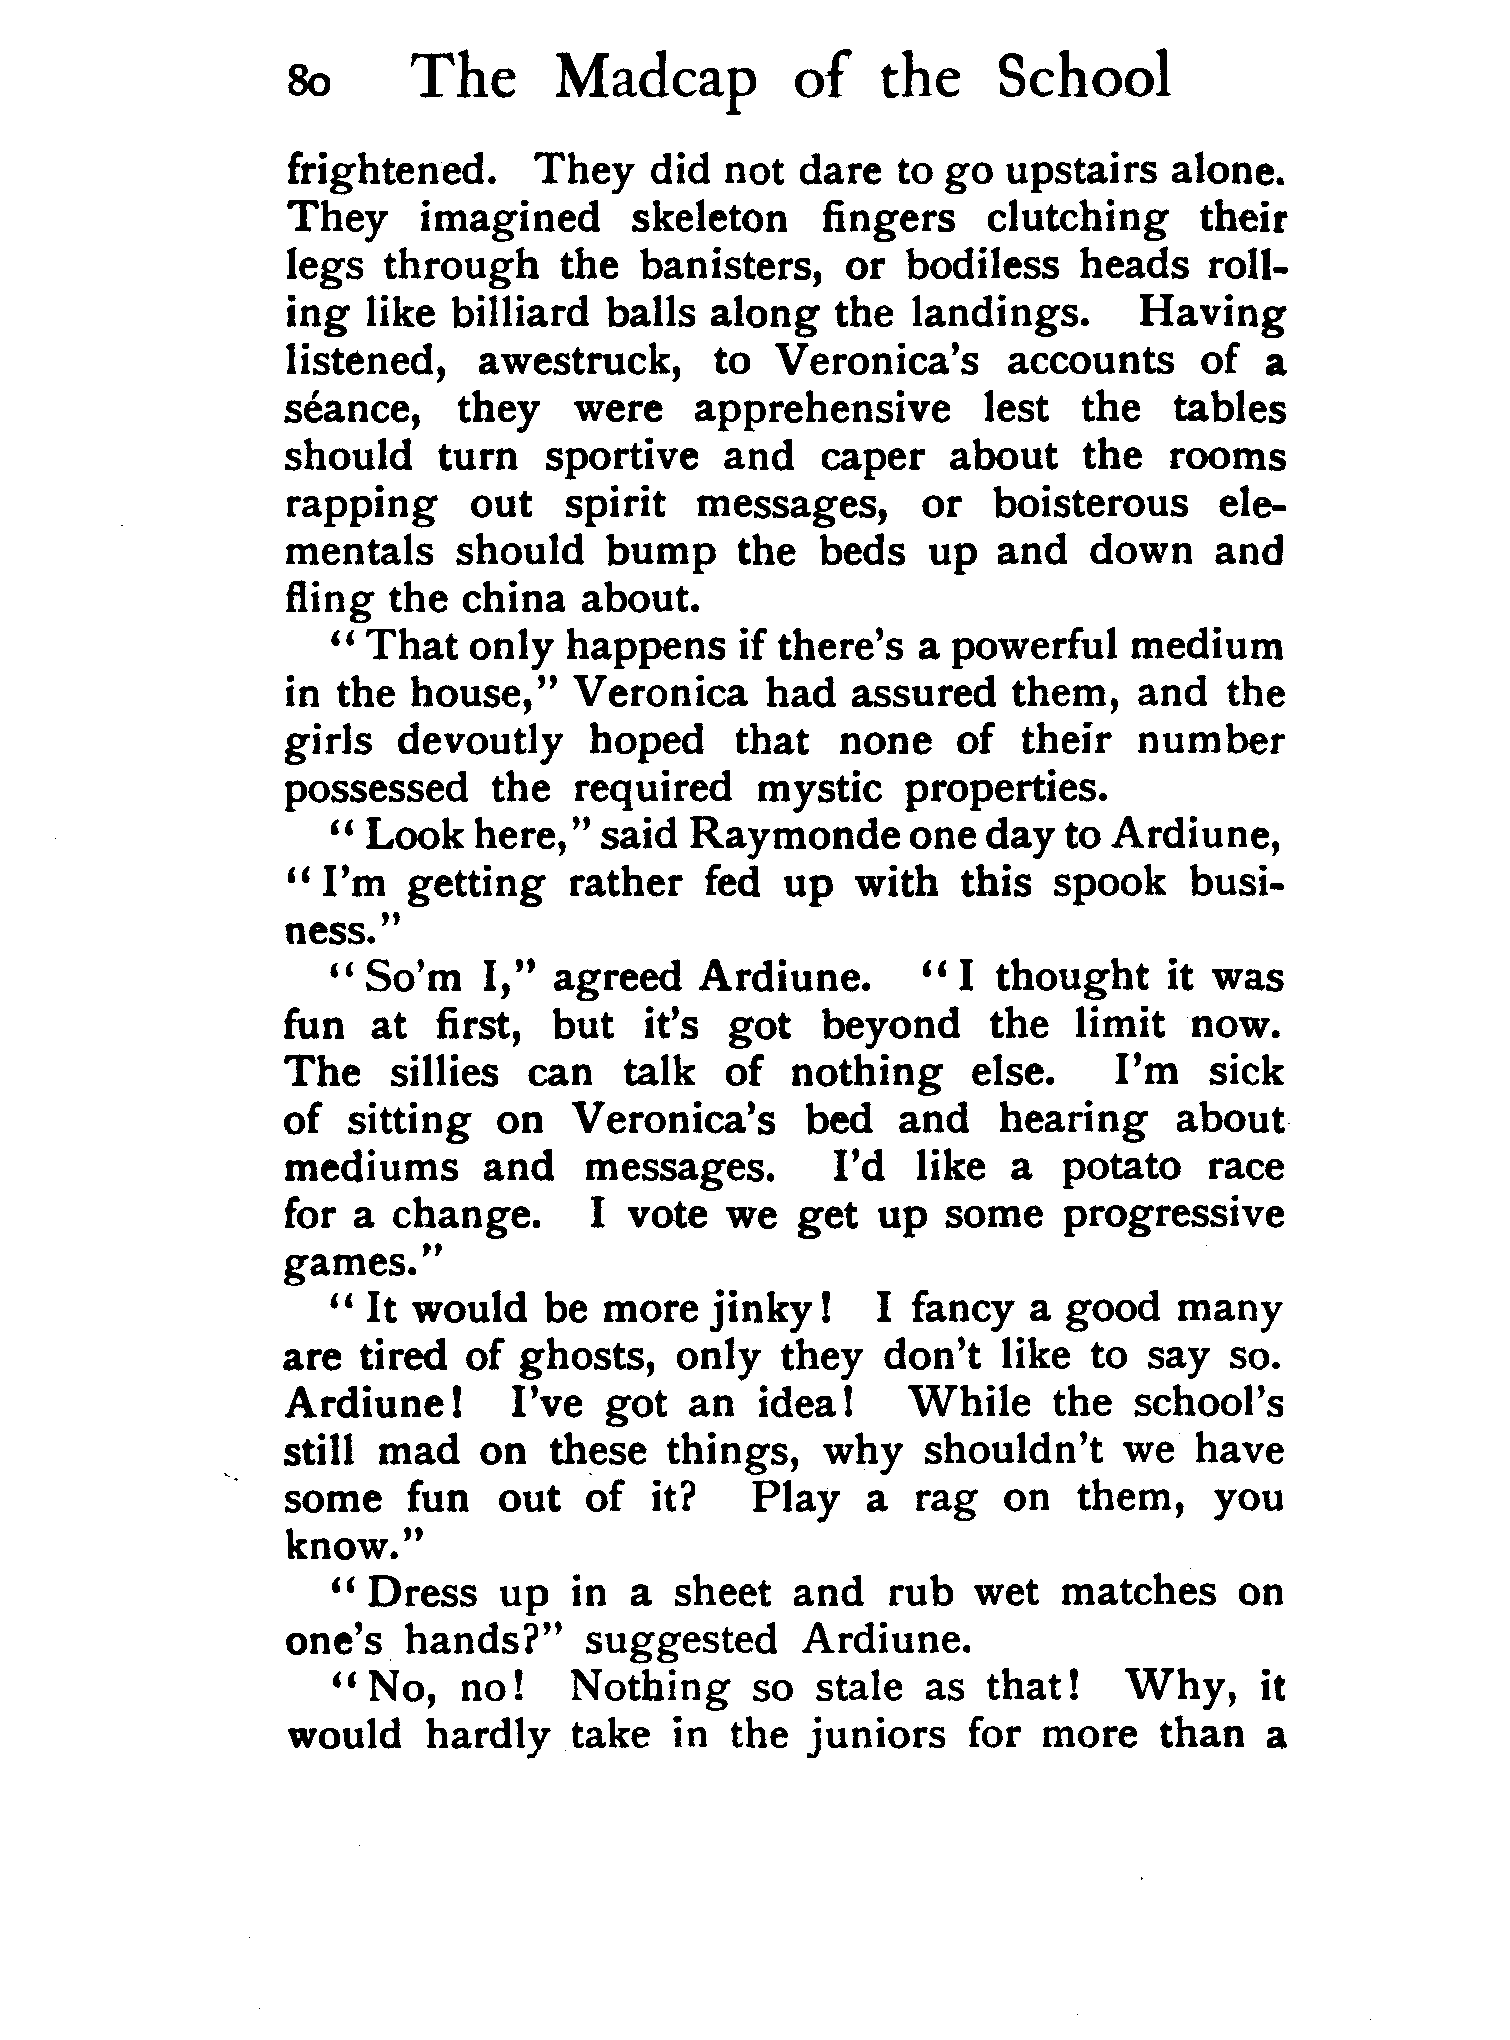 80 The Madcap of the School
frightened. They did not dare to go upstairs alone.
They imagined skeleton fingers clutching their
legs through the banisters, or bodiless heads roll-
ing like billiard balls along the landings. Having
listened, awestruck, to Veronica's accounts of a
séance, they were apprehensive lest the tables
should turn sportive and caper about the rooms
rapping out spirit messages, or boisterous ele-
mentals should bump the beds up and down and
fling the china about.
"That only happens if there's a powerful medium
in the house," Veronica had assured them, and the
girls devoutly hoped that none of their number
possessed the required mystic properties.
"Look here," said Raymonde one day to Ardiune,
"I'm getting rather fed up with this spook busi-
ness."
"So'm I," agreed Ardiune. "I thought it was
fun at first, but it's got beyond the limit now.
The sillies can talk of nothing else. I'm sick
of sitting on Veronica's bed and hearing about
mediums and messages. I'd like a potato race
for a change. I vote we get up some progressive
games."
"It would be more jinky! I fancy a good many
are tired of ghosts, only they don't like to say so.
Ardiune! I've got an idea! While the school's
still mad on these things, why shouldn't we have
some fun out of it? Play a rag on them, you
know."
"Dress up in a sheet and rub wet matches on
one's hands?" suggested Ardiune.
"No, no! Nothing so stale as that! Why, it
would hardly take in the juniors for more than a